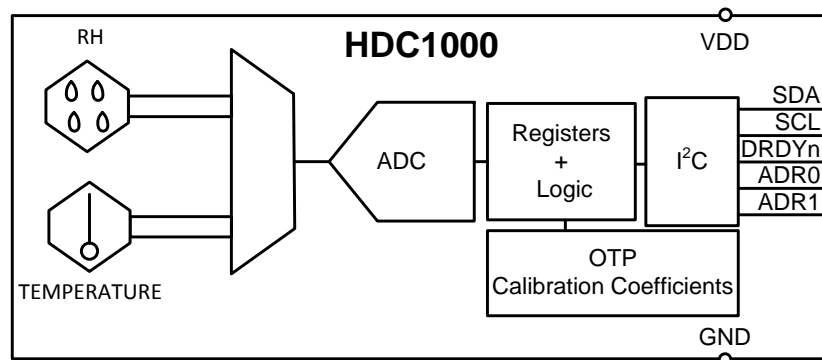 RH
HDC1000
VDD
ADC
Registers
+
Logic
I²C
SDA
SCL
DRDYn
ADR0
ADR1
TEMPERATURE
OTP
Calibration Coefficients
GND